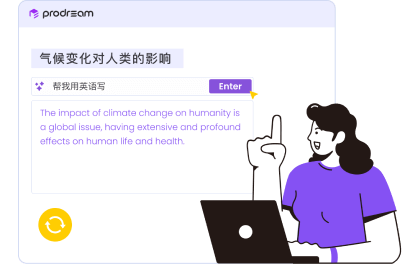 prodream
气候变化对人类的影响
帮我用英语写
Enter
The impact of climate change on humanity is
a global issue, having extensive and profound
effects on human life and health.